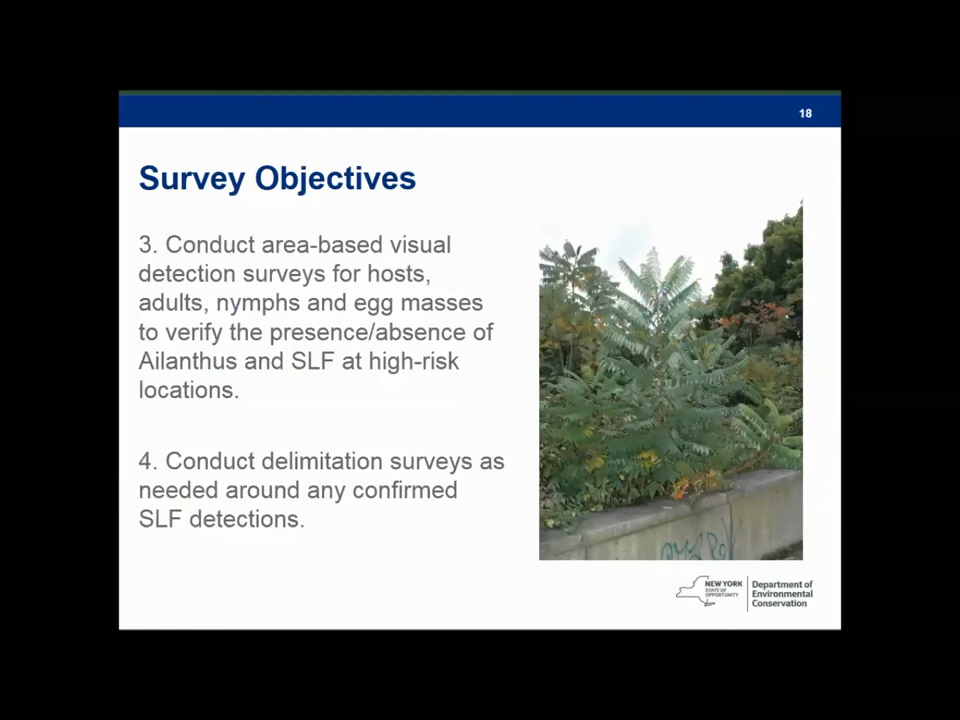 18
Survey Objectives
3. Conduct area-based visual
detection surveys for hosts,
adults, nymphs and egg masses
to verify the presence/absence of
Ailanthus and SLF at high-risk
locations.
4. Conduct delimitation surveys as
needed around any confirmed
SLF detections.
NEW YORK
STATE OF
OPPORTUNITY
Department of
Environmental
Conservation